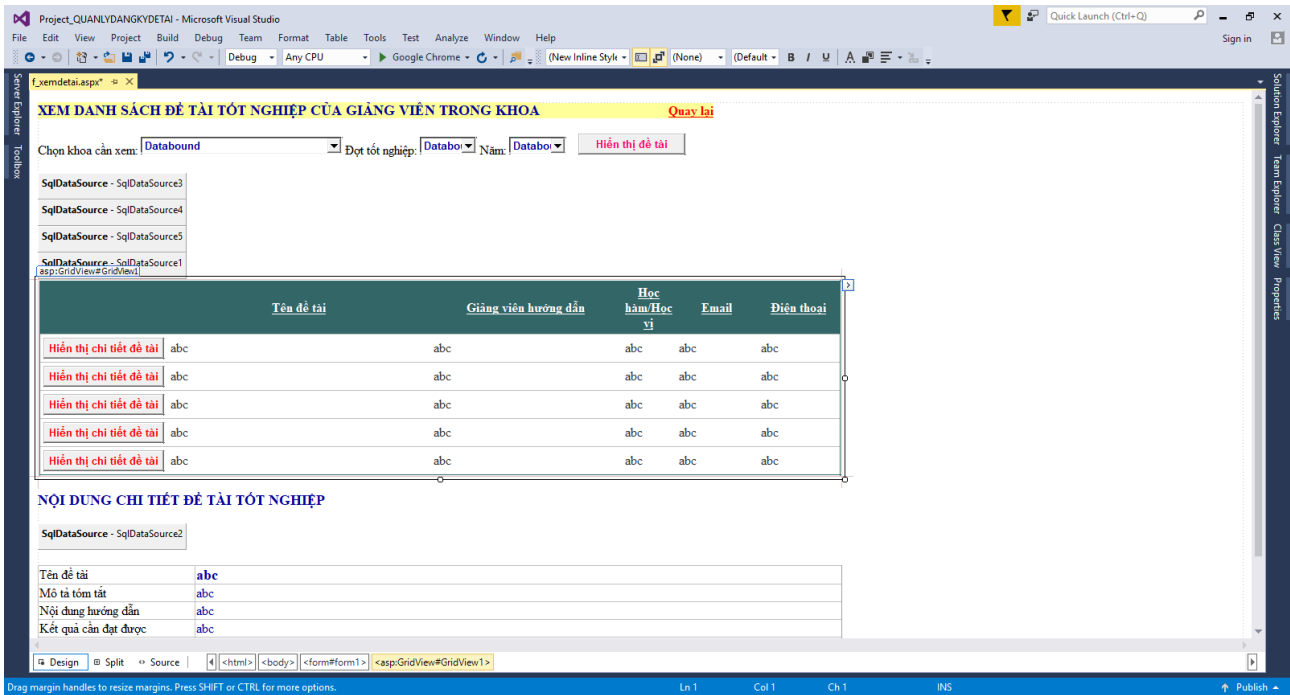 Project_QUANLYDANGKYDETAI - Microsoft Visual Studio
Quick Launch (Ctrl+Q)
File Edit View Project Build Debug Team Format Table Tools Test Analyze Window Help
Sign in
Debug Any CPU Google Chrome (New Inline Style (None) (Default B I U A
Server Explorer
Toolbox
f_xemdetai.aspx*
XEM DANH SÁCH ĐỀ TÀI TỐT NGHIỆP CỦA GIẢNG VIÊN TRONG KHOA Quay lại
Chọn khoa cần xem: Databound Đợt tốt nghiệp: Databou Năm: Databou Hiển thị đề tài
SqlDataSource - SqlDataSource3
SqlDataSource - SqlDataSource4
SqlDataSource - SqlDataSource5
SqlDataSource - SqlDataSource1
asp:GridView#GridView1
Tên đề tài Giảng viên hướng dẫn Học hàm/Học vị Email Điện thoại
Hiển thị chi tiết đề tài abc abc abc abc abc
Hiển thị chi tiết đề tài abc abc abc abc abc
Hiển thị chi tiết đề tài abc abc abc abc abc
Hiển thị chi tiết đề tài abc abc abc abc abc
Hiển thị chi tiết đề tài abc abc abc abc abc
NỘI DUNG CHI TIẾT ĐỀ TÀI TỐT NGHIỆP
SqlDataSource - SqlDataSource2
Tên đề tài abc
Mô tả tóm tắt abc
Nội dung hướng dẫn abc
Kết quả cần đạt được abc
Solution Explorer
Team Explorer
Class View
Properties
Design Split Source <html> <body> <form#form1> <asp:GridView#GridView1>
Drag margin handles to resize margins. Press SHIFT or CTRL for more options. Ln 1 Col 1 Ch 1 INS Publish